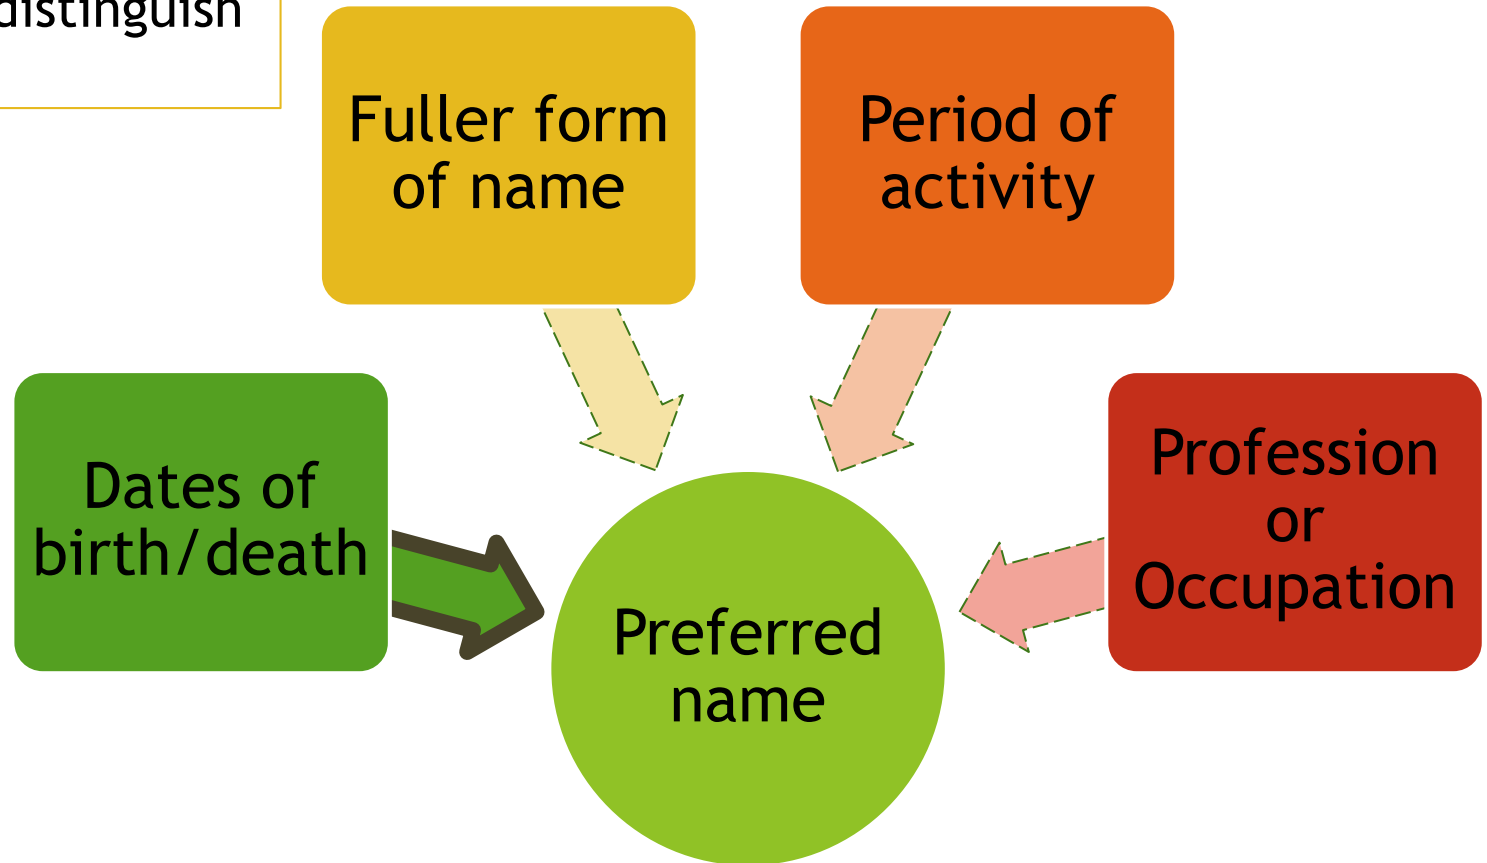 distinguish
Fuller form
of name
Period of
activity
Dates of
birth/death
Profession
or
Occupation
Preferred
name